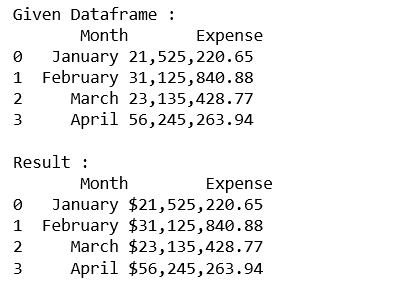 Given Dataframe :
Month Expense
0 January 21,525,220.65
1 February 31,125,840.88
2 March 23,135,428.77
3 April 56,245,263.94
Result :
Month Expense
0 January $21,525,220.65
1 February $31,125,840.88
2 March $23,135,428.77
3 April $56,245,263.94